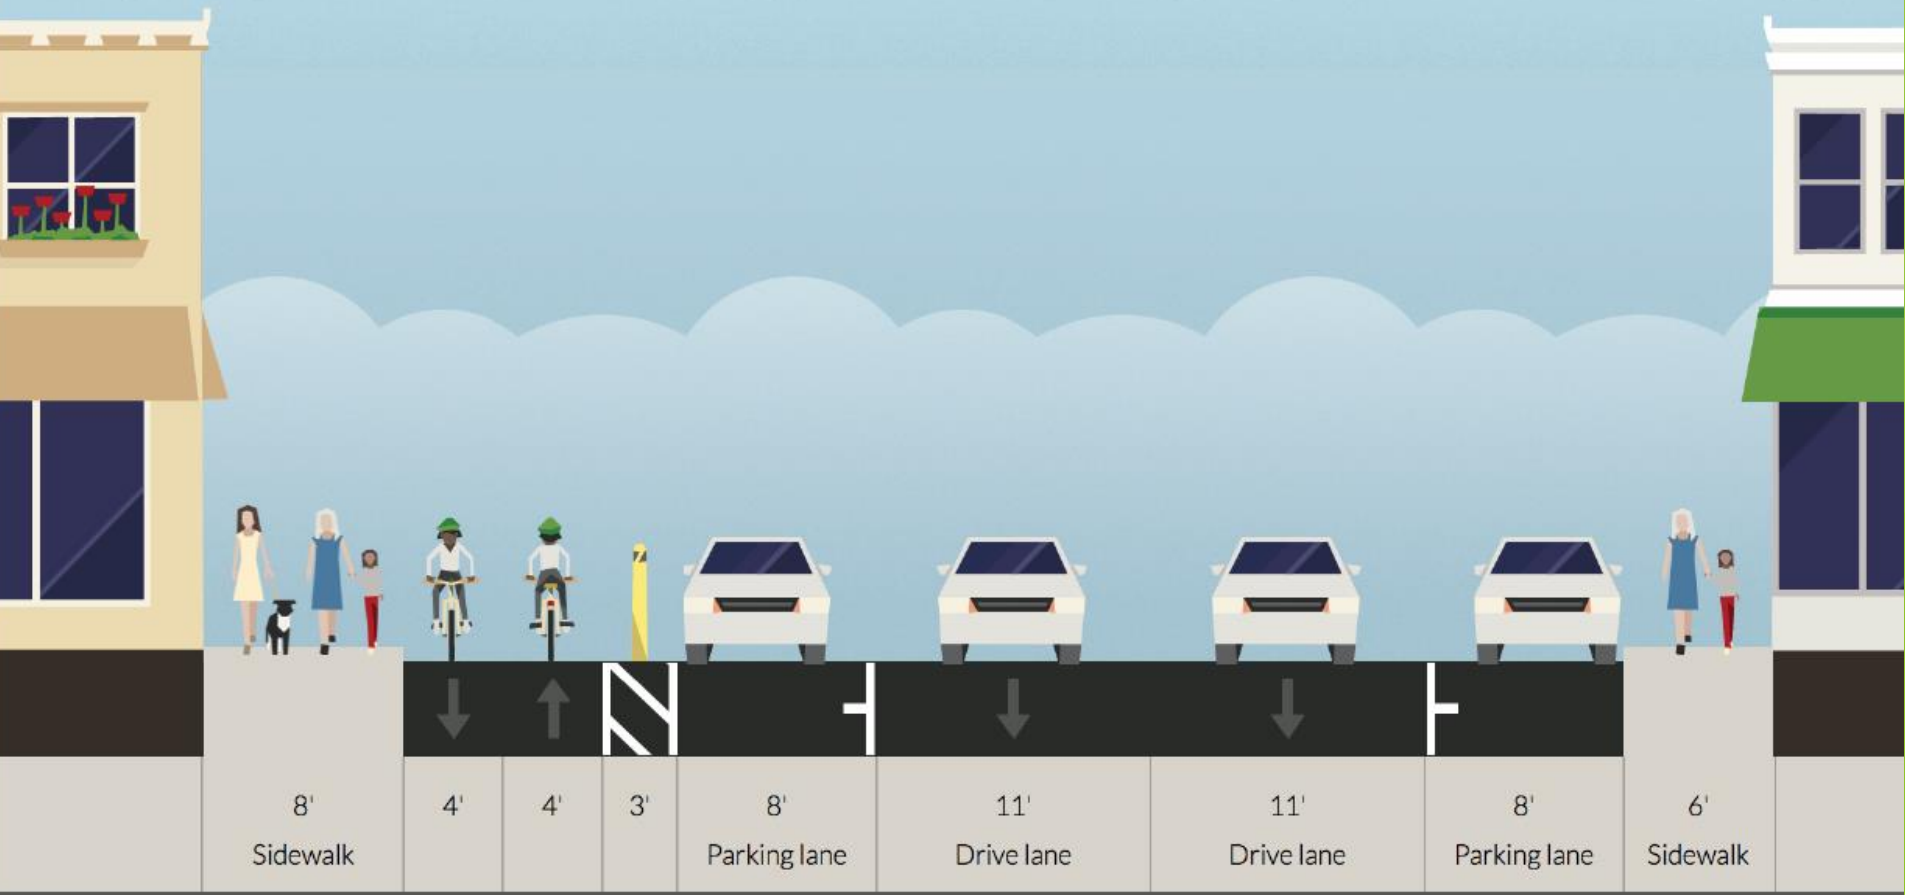 8' 4' 4' 3' 8' 11' 11' 8' 6'
Sidewalk Parking lane Drive lane Drive lane Parking lane Sidewalk